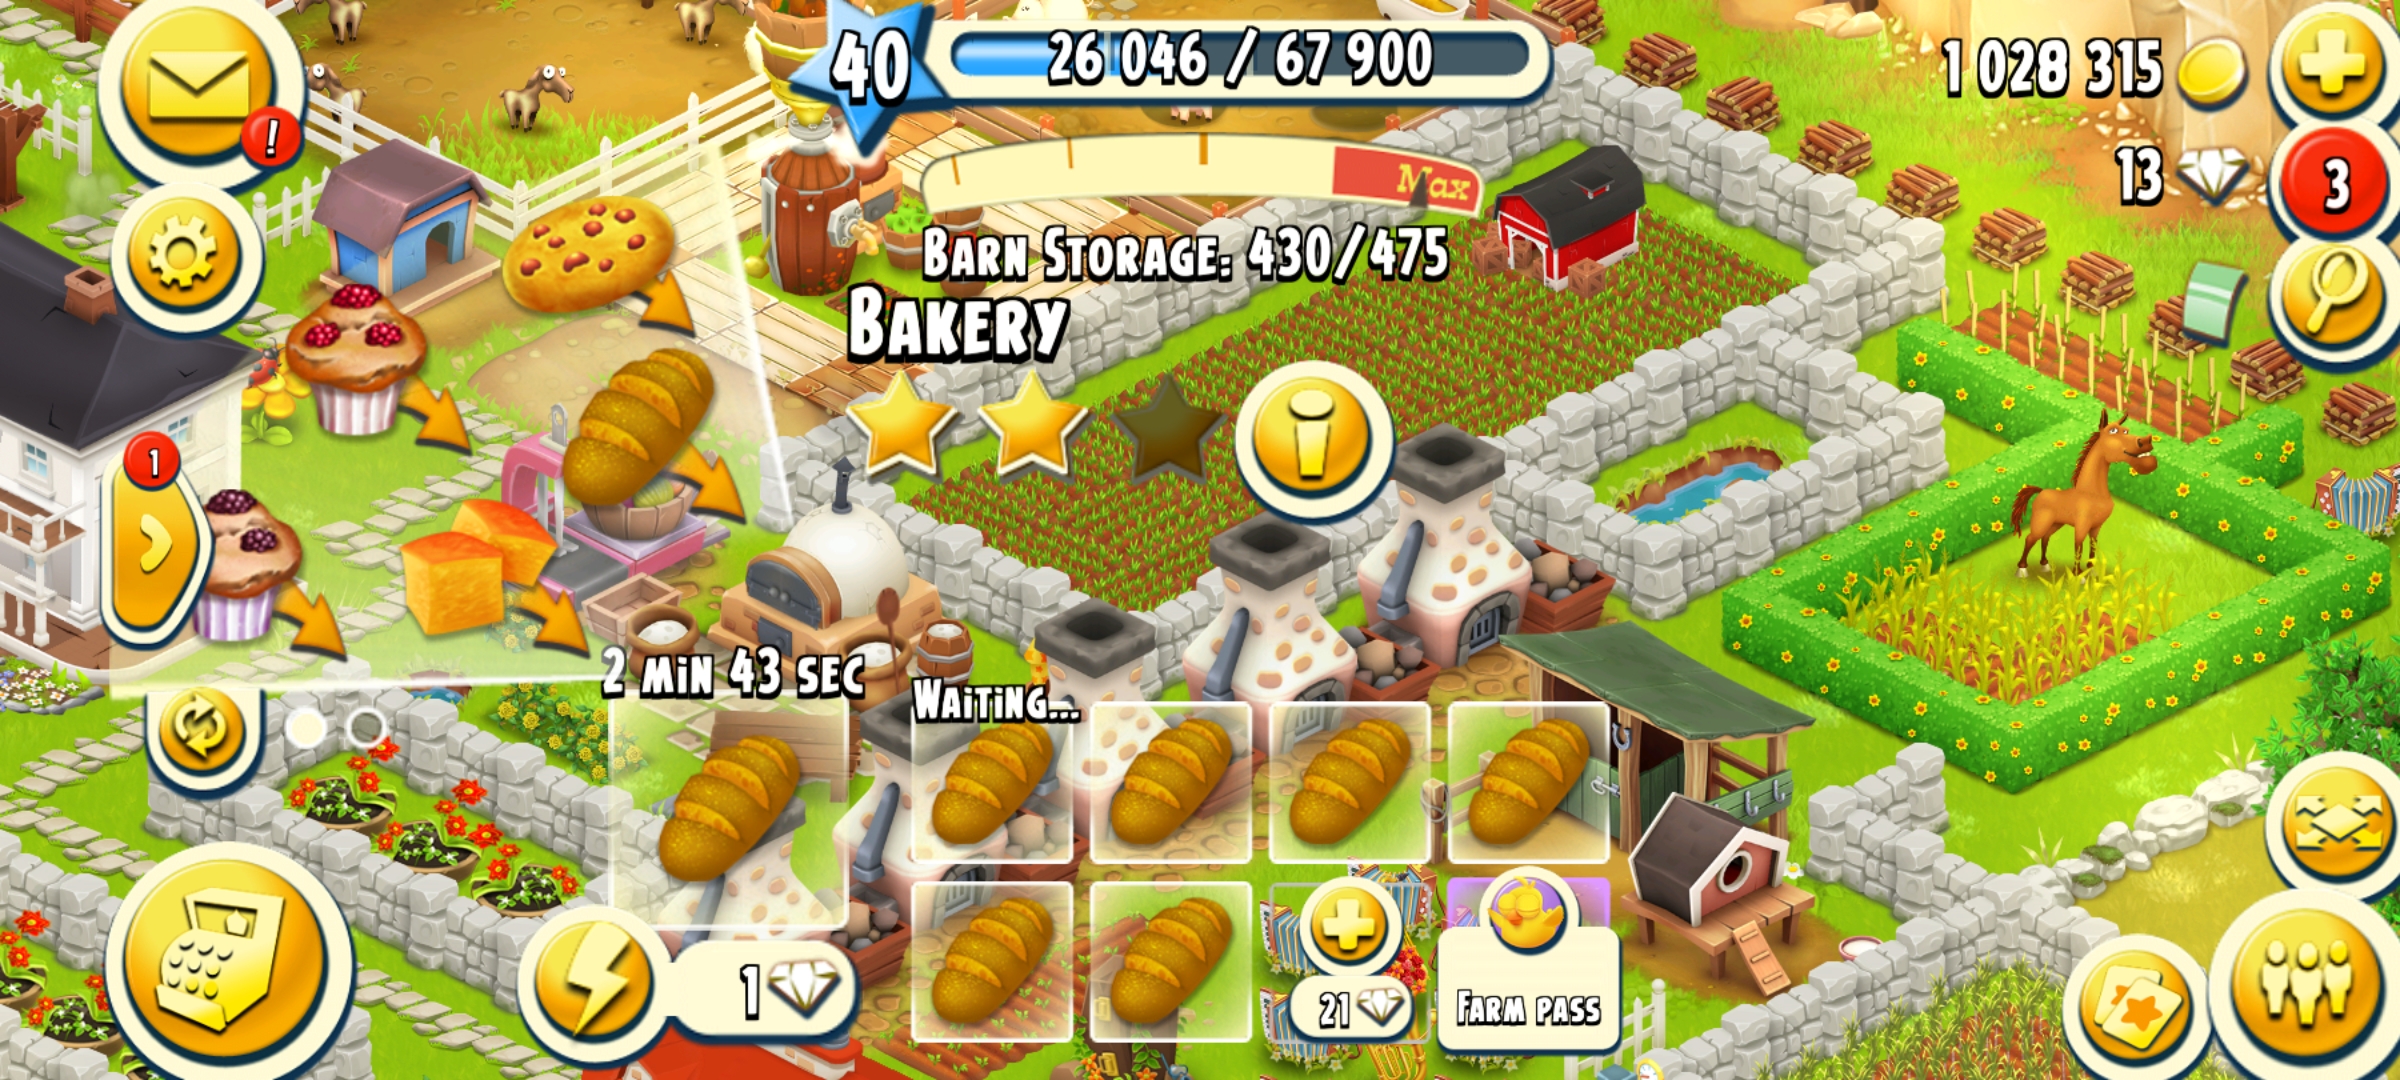 40
26 046 / 67 900
1 028 315
!
13
3
Max
Barn Storage: 430/475
Bakery
1
2 min 43 sec
Waiting...
1
21
Farm pass